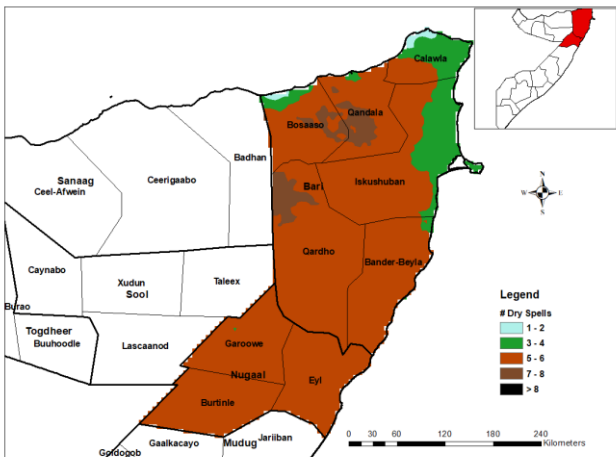 Calawla
Qandala
Bosaaso
Badhan
Sanaag
Ceel-Afwein
Ceerigaabo
Bari
Iskushuban
Qardho
Bander-Beyla
Caynabo
Xudun
Sool
Taleex
Burao
Togdheer
Buuhoodle
Lascaanod
Garoowe
Nugaal
Eyl
Burtinle
Gaalkacayo
Mudug
Jariiban
Goldogob
N
W E
S
Legend
# Dry Spells
1 - 2
3 - 4
5 - 6
7 - 8
> 8
0 30 60 120 180 240
Kilometers